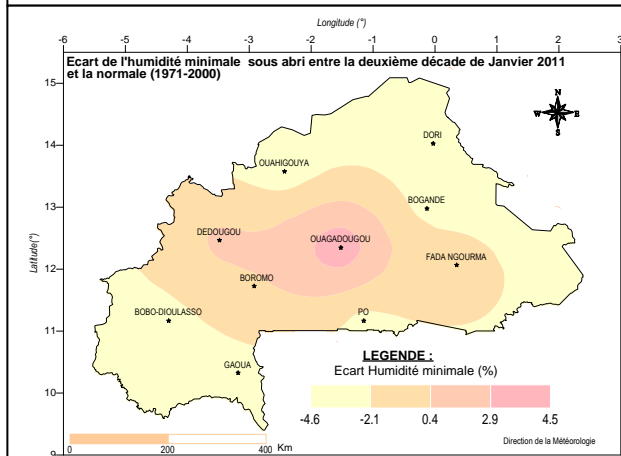 Longitude (°)
-6 -5 -4 -3 -2 -1 0 1 2 3
Ecart de l'humidité minimale sous abri entre la deuxième décade de Janvier 2011
et la normale (1971-2000)
15
N
W E
S
DORI
14
OUAHIGOUYA
13
BOGANDE
DEDOUGOU
OUAGADOUGOU
Latitude(°)
FADA NGOURMA
12
BOROMO
BOBO-DIOULASSO
PO
11
LEGENDE :
GAOUA
Ecart Humidité minimale (%)
10
-4.6 -2.1 0.4 2.9 4.5
Direction de la Météorologie
9
0 200 400 Km